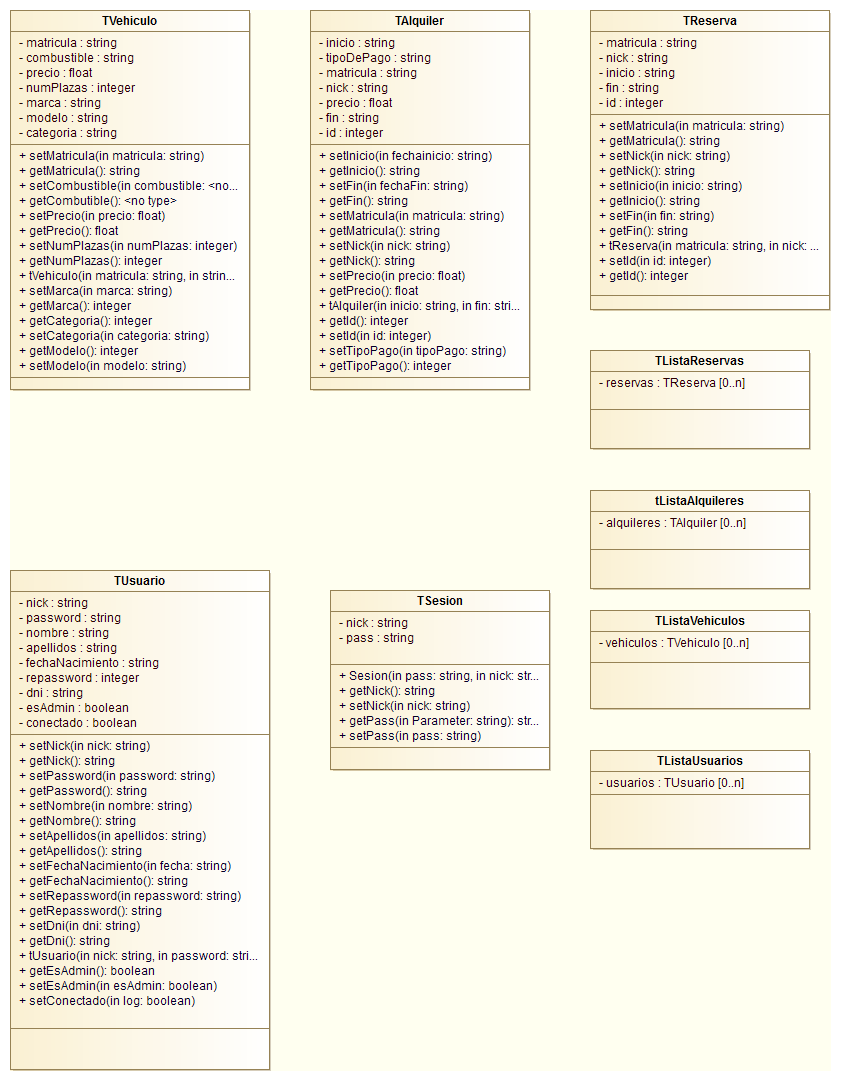 TVehiculo
- matricula : string
- combustible : string
- precio : float
- numPlazas : integer
- marca : string
- modelo : string
- categoria : string
+ setMatricula(in matricula: string)
+ getMatricula(): string
+ setCombustible(in combustible: <no...
+ getCombutible(): <no type>
+ setPrecio(in precio: float)
+ getPrecio(): float
+ setNumPlazas(in numPlazas: integer)
+ getNumPlazas(): integer
+ tVehiculo(in matricula: string, in strin...
+ setMarca(in marca: string)
+ getMarca(): integer
+ getCategoria(): integer
+ setCategoria(in categoria: string)
+ getModelo(): integer
+ setModelo(in modelo: string)
TAlquiler
- inicio : string
- tipoDePago : string
- matricula : string
- nick : string
- precio : float
- fin : string
- id : integer
+ setInicio(in fechainicio: string)
+ getInicio(): string
+ setFin(in fechaFin: string)
+ getFin(): string
+ setMatricula(in matricula: string)
+ getMatricula(): string
+ setNick(in nick: string)
+ getNick(): string
+ setPrecio(in precio: float)
+ getPrecio(): float
+ tAlquiler(in inicio: string, in fin: stri...
+ getId(): integer
+ setId(in id: integer)
+ setTipoPago(in tipoPago: string)
+ getTipoPago(): integer
TReserva
- matricula : string
- nick : string
- inicio : string
- fin : string
- id : integer
+ setMatricula(in matricula: string)
+ getMatricula(): string
+ setNick(in nick: string)
+ getNick(): string
+ setInicio(in inicio: string)
+ getInicio(): string
+ setFin(in fin: string)
+ getFin(): string
+ tReserva(in matricula: string, in nick: ...
+ setId(in id: integer)
+ getId(): integer
TListaReservas
- reservas : TReserva [0..n]
tListaAlquileres
- alquileres : TAlquiler [0..n]
TUsuario
- nick : string
- password : string
- nombre : string
- apellidos : string
- fechaNacimiento : string
- repassword : integer
- dni : string
- esAdmin : boolean
- conectado : boolean
+ setNick(in nick: string)
+ getNick(): string
+ setPassword(in password: string)
+ getPassword(): string
+ setNombre(in nombre: string)
+ getNombre(): string
+ setApellidos(in apellidos: string)
+ getApellidos(): string
+ setFechaNacimiento(in fecha: string)
+ getFechaNacimiento(): string
+ setRepassword(in repassword: string)
+ getRepassword(): string
+ setDni(in dni: string)
+ getDni(): string
+ tUsuario(in nick: string, in password: stri...
+ getEsAdmin(): boolean
+ setEsAdmin(in esAdmin: boolean)
+ setConectado(in log: boolean)
TSesion
- nick : string
- pass : string
+ Sesion(in pass: string, in nick: str...
+ getNick(): string
+ setNick(in nick: string)
+ getPass(in Parameter: string): str...
+ setPass(in pass: string)
TListaVehiculos
- vehiculos : TVehiculo [0..n]
TListaUsuarios
- usuarios : TUsuario [0..n]